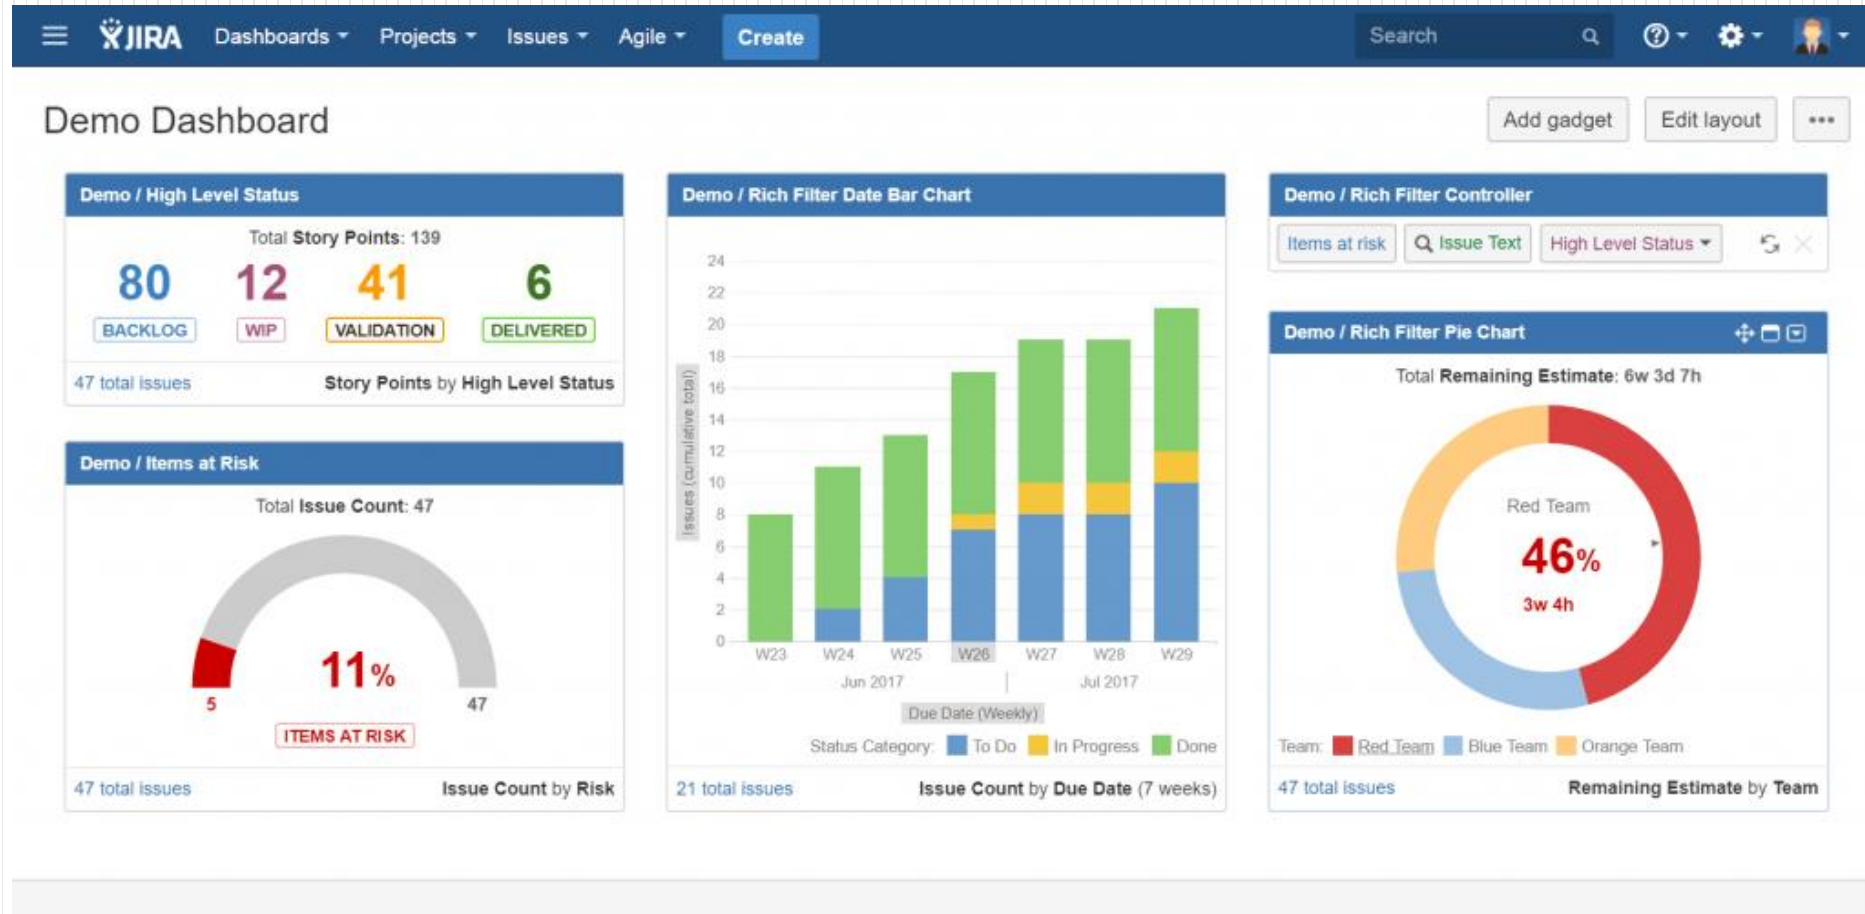 JIRA Dashboards Projects Issues Agile Create Search
Demo Dashboard
Add gadget Edit layout
Demo / High Level Status
Total Story Points: 139
80 12 41 6
BACKLOG WIP VALIDATION DELIVERED
47 total issues Story Points by High Level Status
Demo / Items at Risk
Total Issue Count: 47
11%
5 47
ITEMS AT RISK
47 total issues Issue Count by Risk
Demo / Rich Filter Date Bar Chart
24
22
20
18
16
14
12
10
8
6
4
2
0
Issues (cumulative total)
W23 W24 W25 W26 W27 W28 W29
Jun 2017 Jul 2017
Due Date (Weekly)
Status Category: To Do In Progress Done
21 total issues Issue Count by Due Date (7 weeks)
Demo / Rich Filter Controller
Items at risk Issue Text High Level Status
Demo / Rich Filter Pie Chart
Total Remaining Estimate: 6w 3d 7h
Red Team
46%
3w 4h
Team: Red Team Blue Team Orange Team
47 total issues Remaining Estimate by Team